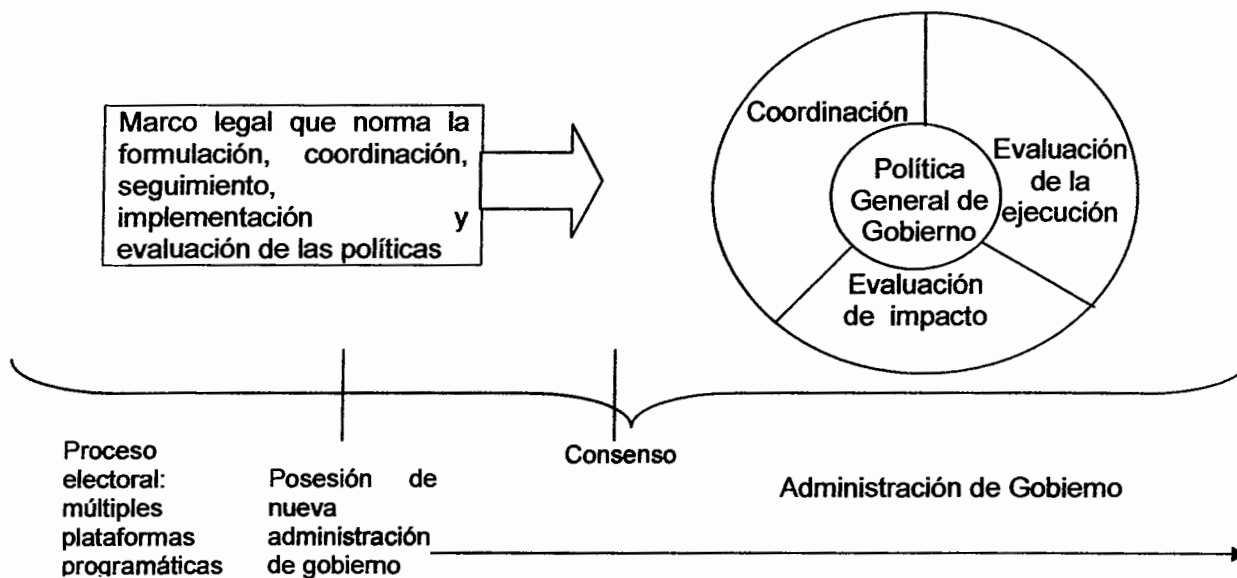 Marco legal que norma la
formulación, coordinación,
seguimiento,
implementación y
evaluación de las políticas
Coordinación
Evaluación
de la
ejecución
Política
General de
Gobierno
Evaluación
de impacto
Proceso
electoral:
múltiples
plataformas
programáticas
Posesión de
nueva
administración
de gobierno
Consenso
Administración de Gobierno